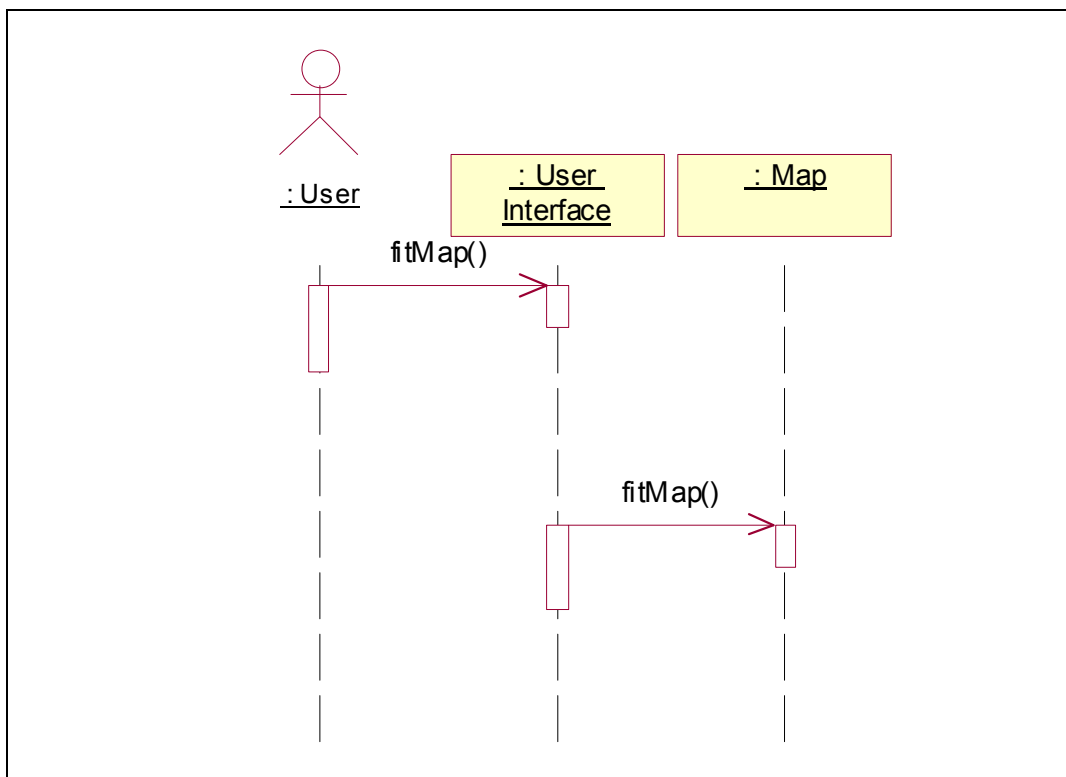 : User
: User
Interface
: Map
fitMap()
fitMap()